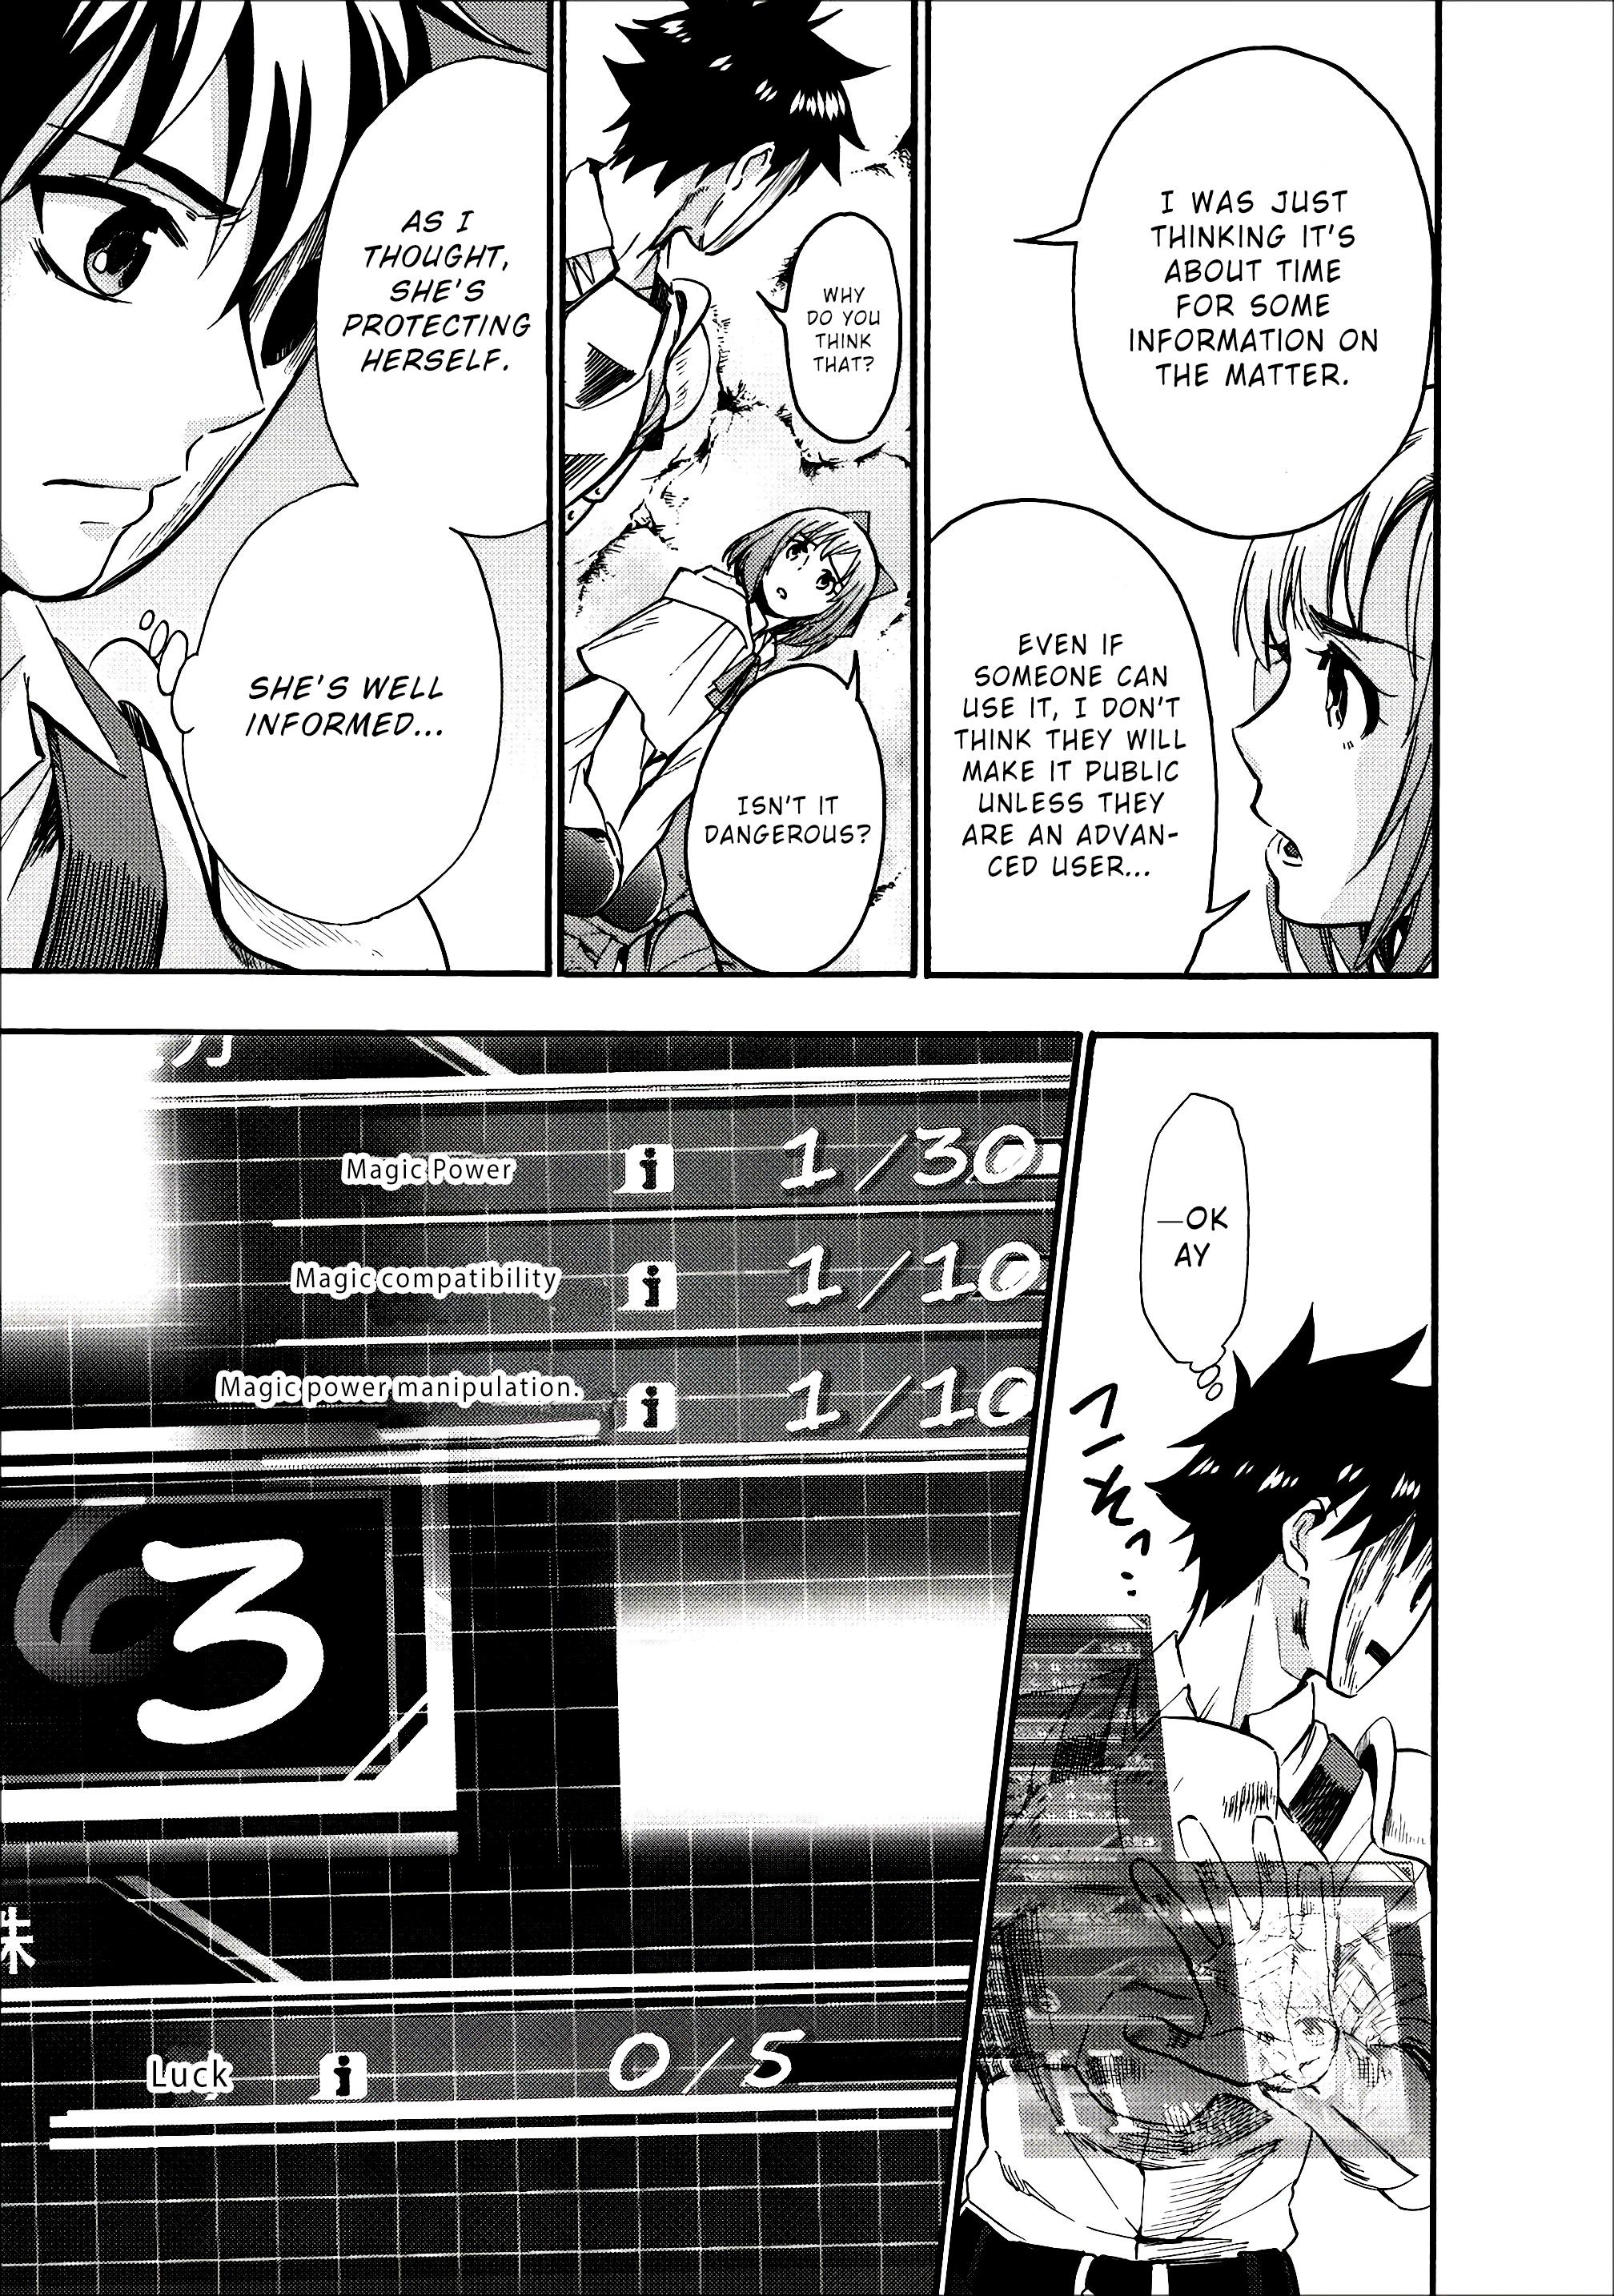 I WAS JUST
THINKING IT'S
ABOUT TIME
FOR SOME
INFORMATION ON
THE MATTER.
EVEN IF
SOMEONE CAN
USE IT, I DON'T
THINK THEY WILL
MAKE IT PUBLIC
UNLESS THEY
ARE AN ADVAN-
CED USER...
WHY
DO YOU
THINK
THAT?
ISN'T IT
DANGEROUS?
AS I
THOUGHT,
SHE'S
PROTECTING
HERSELF.
SHE'S WELL
INFORMED...
—OK
AY
Magic Power i 1/30
Magic compatibility i 1/10
Magic power manipulation. i 1/10
3
Luck i 0/5